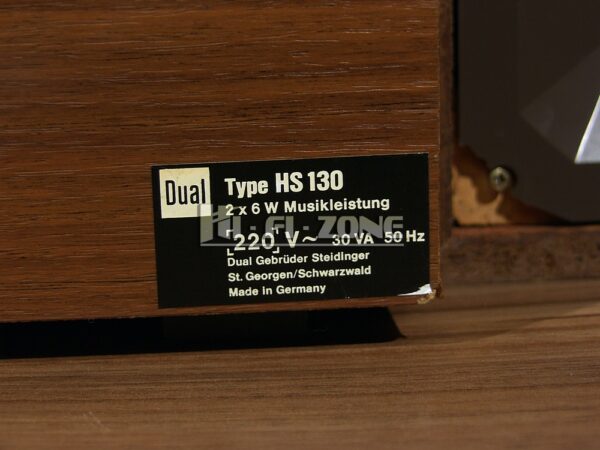 Dual
Type HS 130
2 x 6 W Musikleistung
HI-FI-ZONE
220 V~ 30 VA 50 Hz
Dual Gebrüder Steidinger
St. Georgen/Schwarzwald
Made in Germany